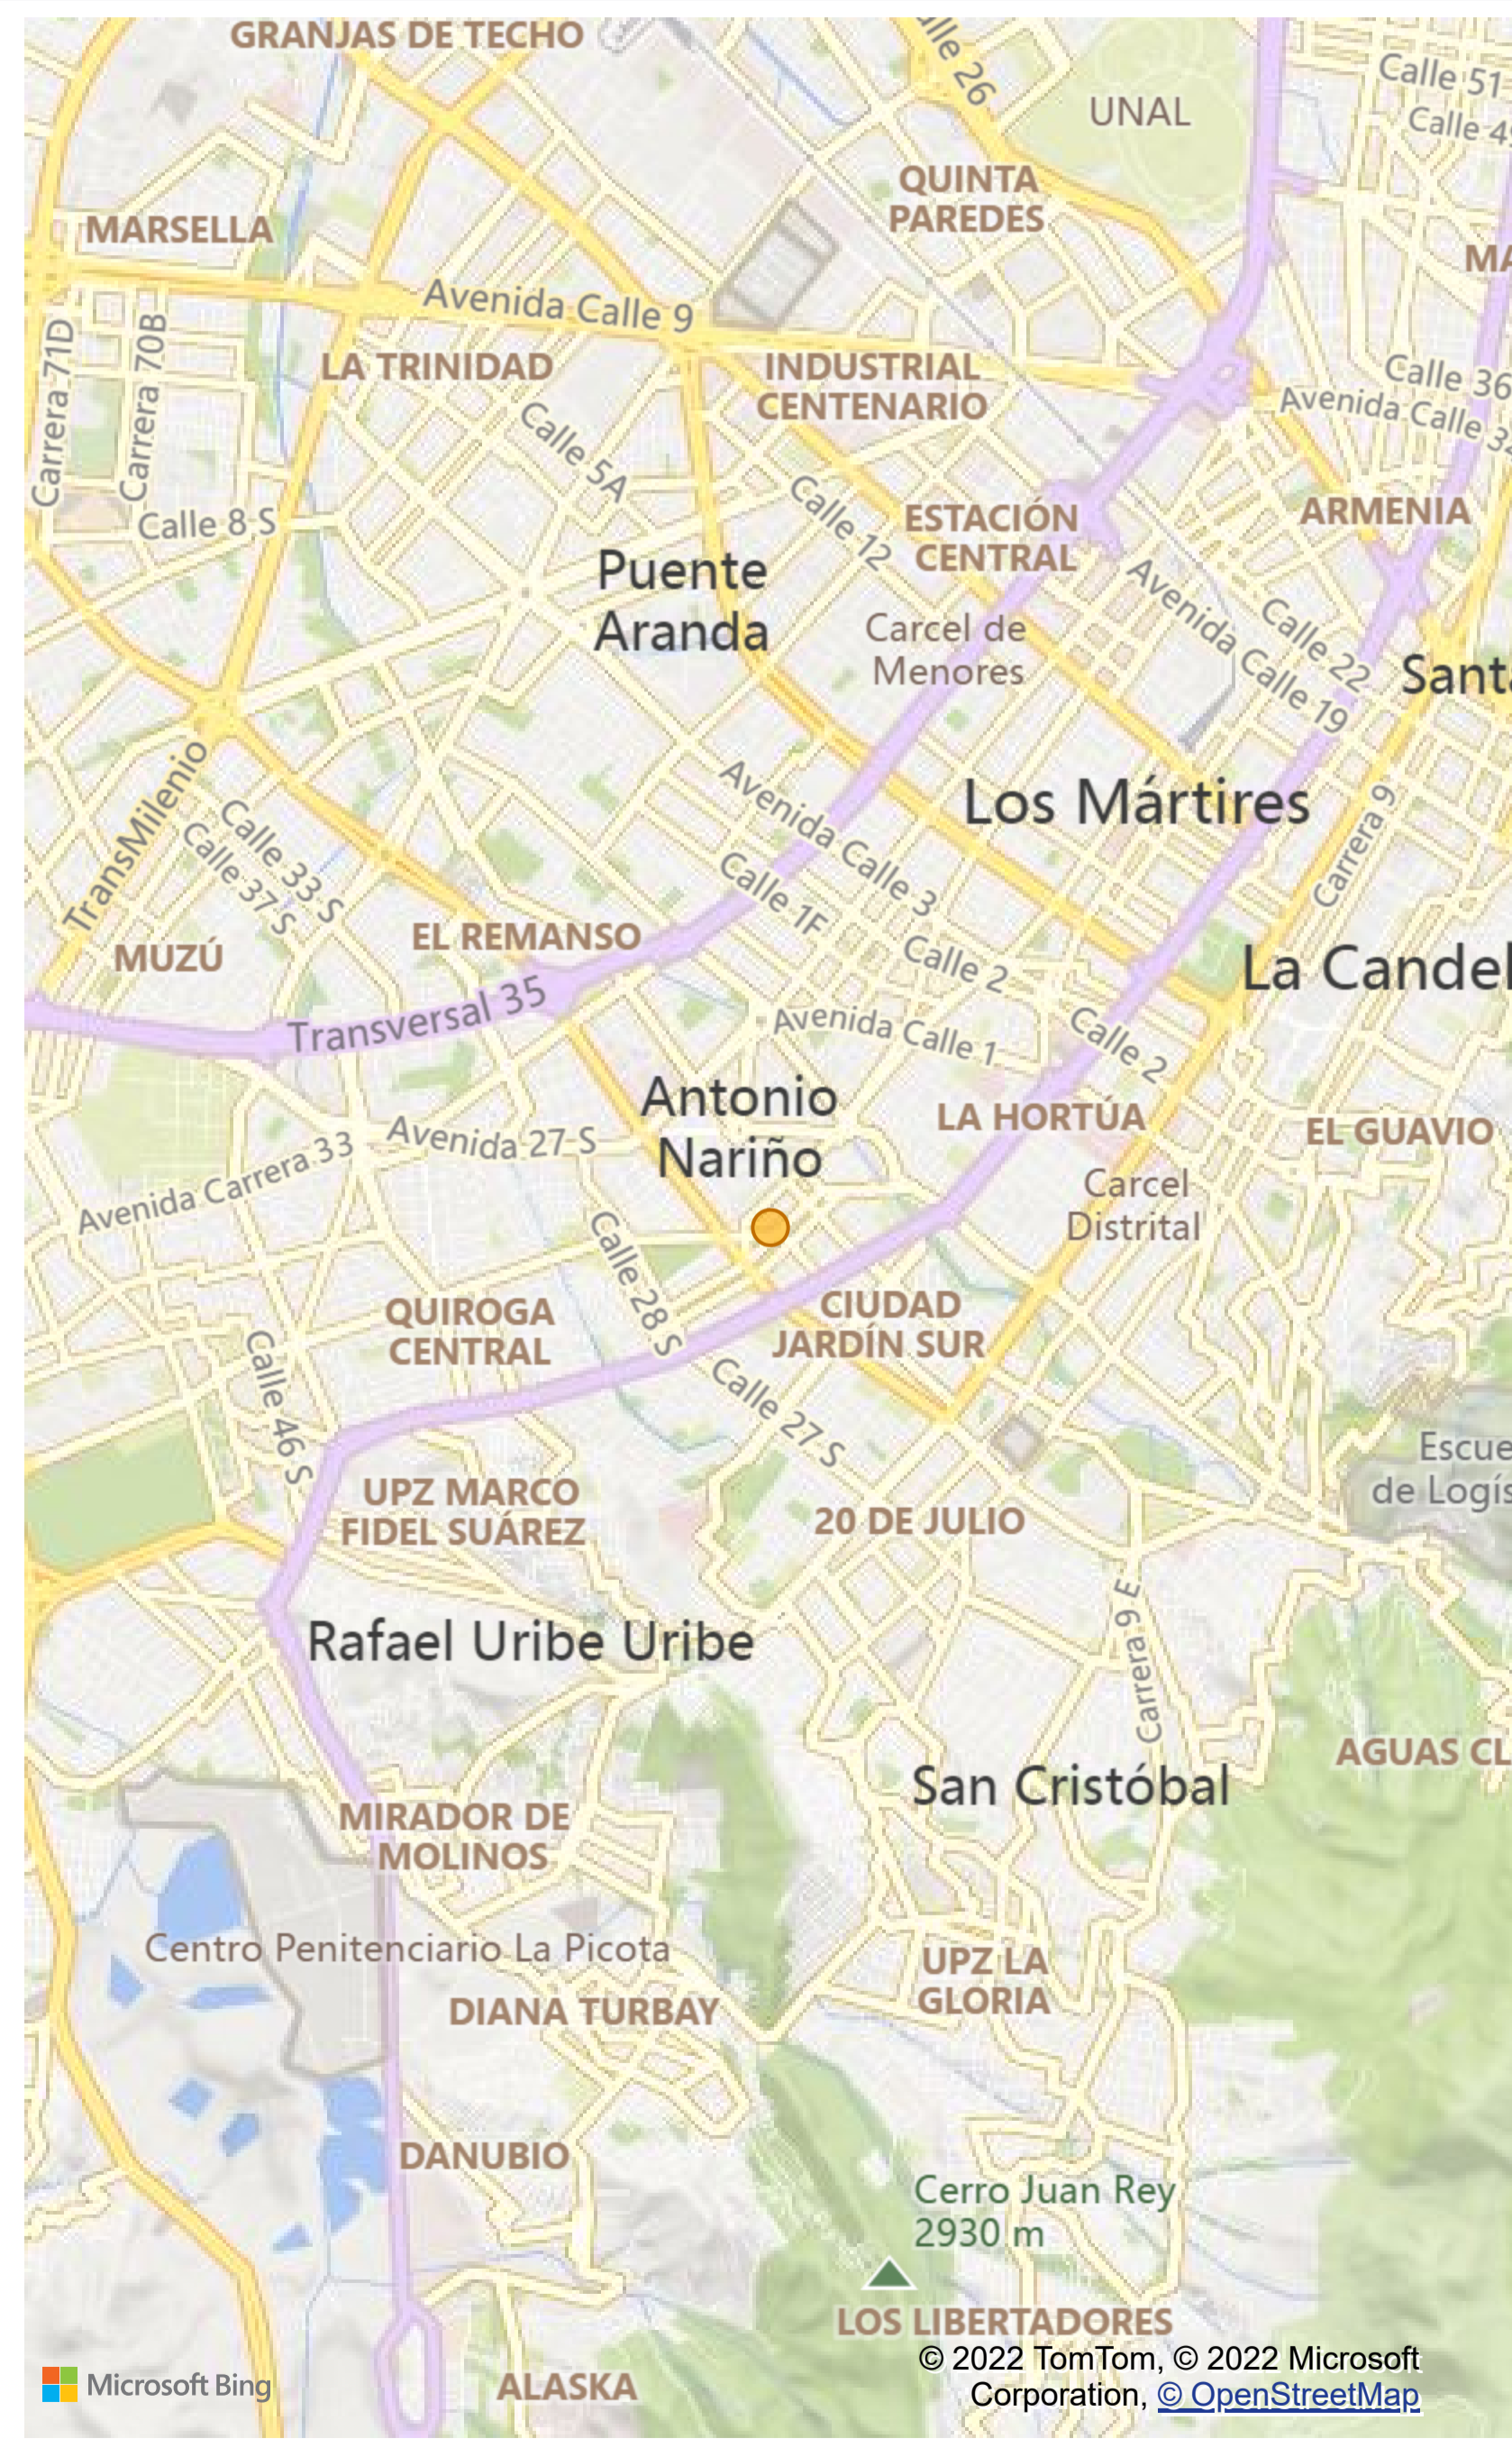 GRANJAS DE TECHO
Calle 26
Calle 51
UNAL
QUINTA
PAREDES
MARSELLA
Avenida Calle 9
Carrera 71D
Carrera 70B
LA TRINIDAD
INDUSTRIAL
CENTENARIO
Calle 36
Avenida Calle
Calle 5A
Calle 12
Calle 8 S
ESTACIÓN
CENTRAL
ARMENIA
Puente
Aranda
Carcel de
Menores
Avenida Calle 19
Calle 22
TransMilenio
Calle 33 S
Calle 37 S
Avenida Calle 3
Los Mártires
Carrera 9
Calle 1F
MUZÚ
EL REMANSO
Calle 2
La Candel
Transversal 35
Avenida Calle 1
Calle 2
Antonio
Nariño
LA HORTÚA
EL GUAVIO
Avenida 27 S
Avenida Carrera 33
Carcel
Distrital
Calle 28 S
QUIROGA
CENTRAL
CIUDAD
JARDÍN SUR
Calle 46 S
Calle 27 S
Escue
de Logís
UPZ MARCO
FIDEL SUÁREZ
20 DE JULIO
Carrera 9 E
Rafael Uribe Uribe
AGUAS CL
San Cristóbal
MIRADOR DE
MOLINOS
Centro Penitenciario La Picota
UPZ LA
GLORIA
DIANA TURBAY
DANUBIO
Cerro Juan Rey
2930 m
LOS LIBERTADORES
© 2022 TomTom, © 2022 Microsoft
Corporation, © OpenStreetMap
Microsoft Bing
ALASKA